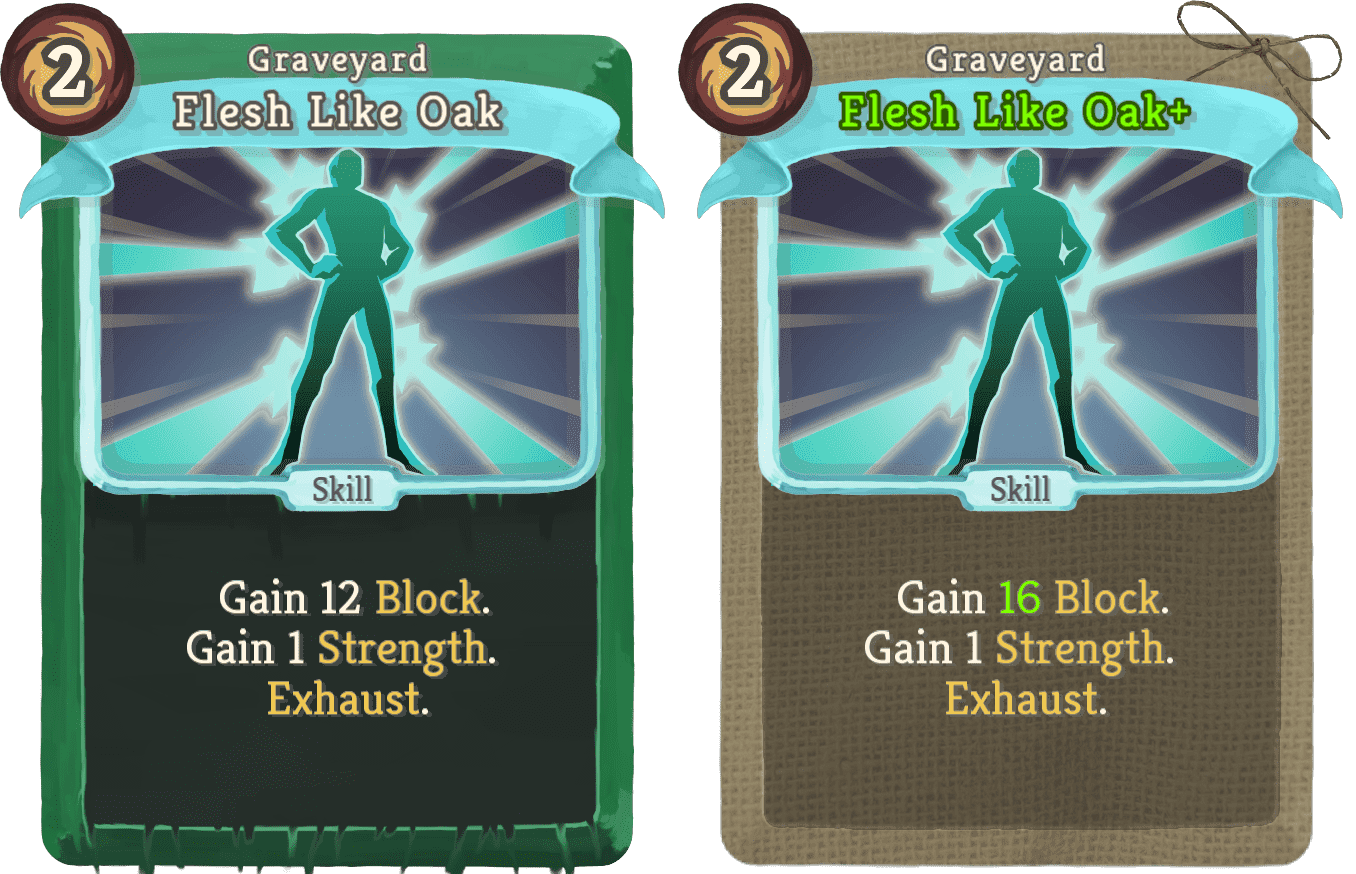 2
Graveyard
Flesh Like Oak
Skill
Gain 12 Block.
Gain 1 Strength.
Exhaust.
2
Graveyard
Flesh Like Oak+
Skill
Gain 16 Block.
Gain 1 Strength.
Exhaust.